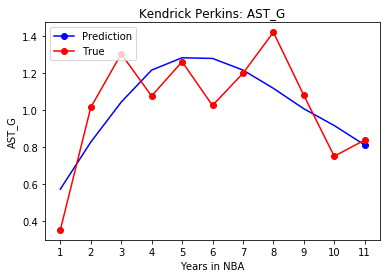 Kendrick Perkins: AST_G
Prediction
True
1.4
1.2
1.0
0.8
0.6
0.4
AST_G
1 2 3 4 5 6 7 8 9 10 11
Years in NBA